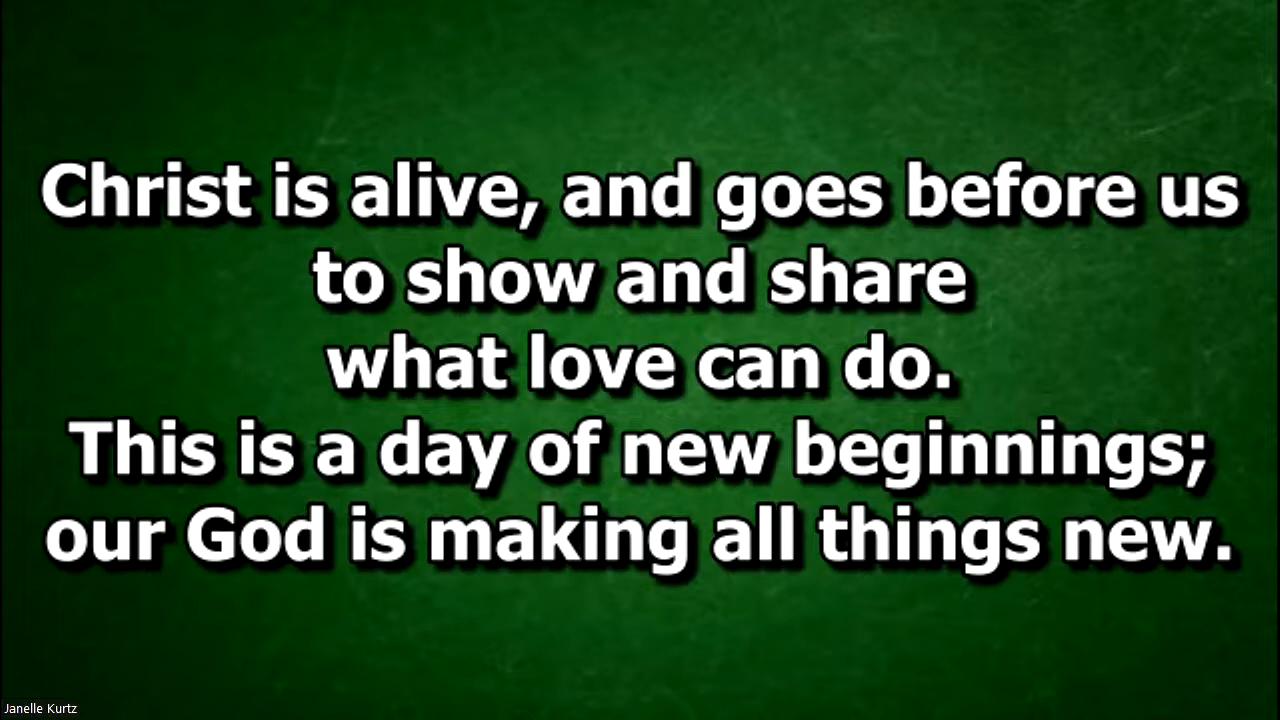 Christ is alive, and goes before us
to show and share
what love can do.
This is a day of new beginnings;
our God is making all things new.
Janelle Kurtz